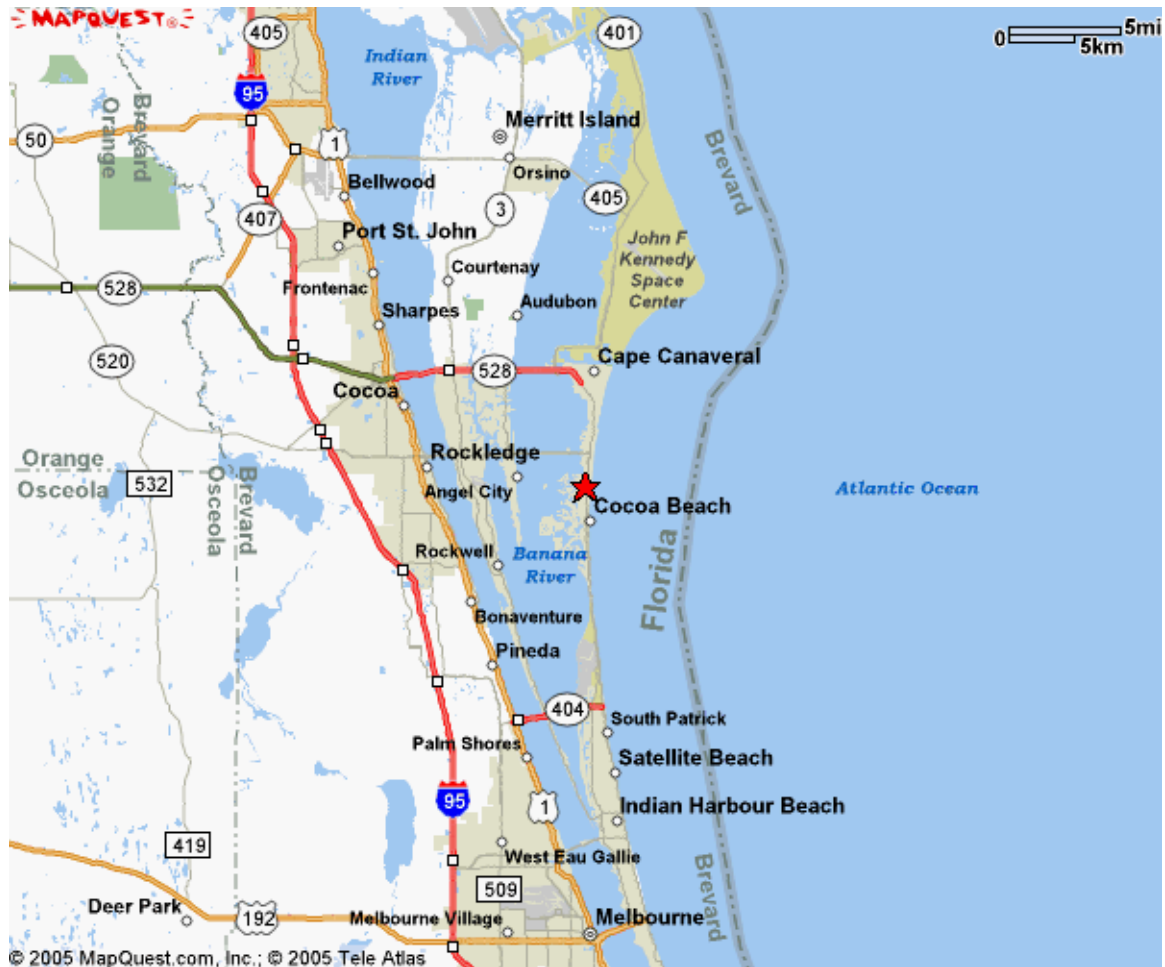 MAPQUEST®
405
401
0 5mi
5km
Indian
River
95
Merritt Island
Orange
Brevard
50
1
Orsino
Brevard
Bellwood
405
3
407
Port St. John
John F
Kennedy
Space
Center
Courtenay
528
Frontenac
Audubon
Sharpes
520
Cape Canaveral
528
Cocoa
Rockledge
Orange
Osceola
532
Osceola
Brevard
Angel City
Atlantic Ocean
Cocoa Beach
Rockwell
Banana
River
Florida
Bonaventure
Pineda
404
South Patrick
Palm Shores
Satellite Beach
95
1
Indian Harbour Beach
419
West Eau Gallie
Brevard
509
Deer Park
192
Melbourne Village
Melbourne
© 2005 MapQuest.com, Inc.; © 2005 Tele Atlas